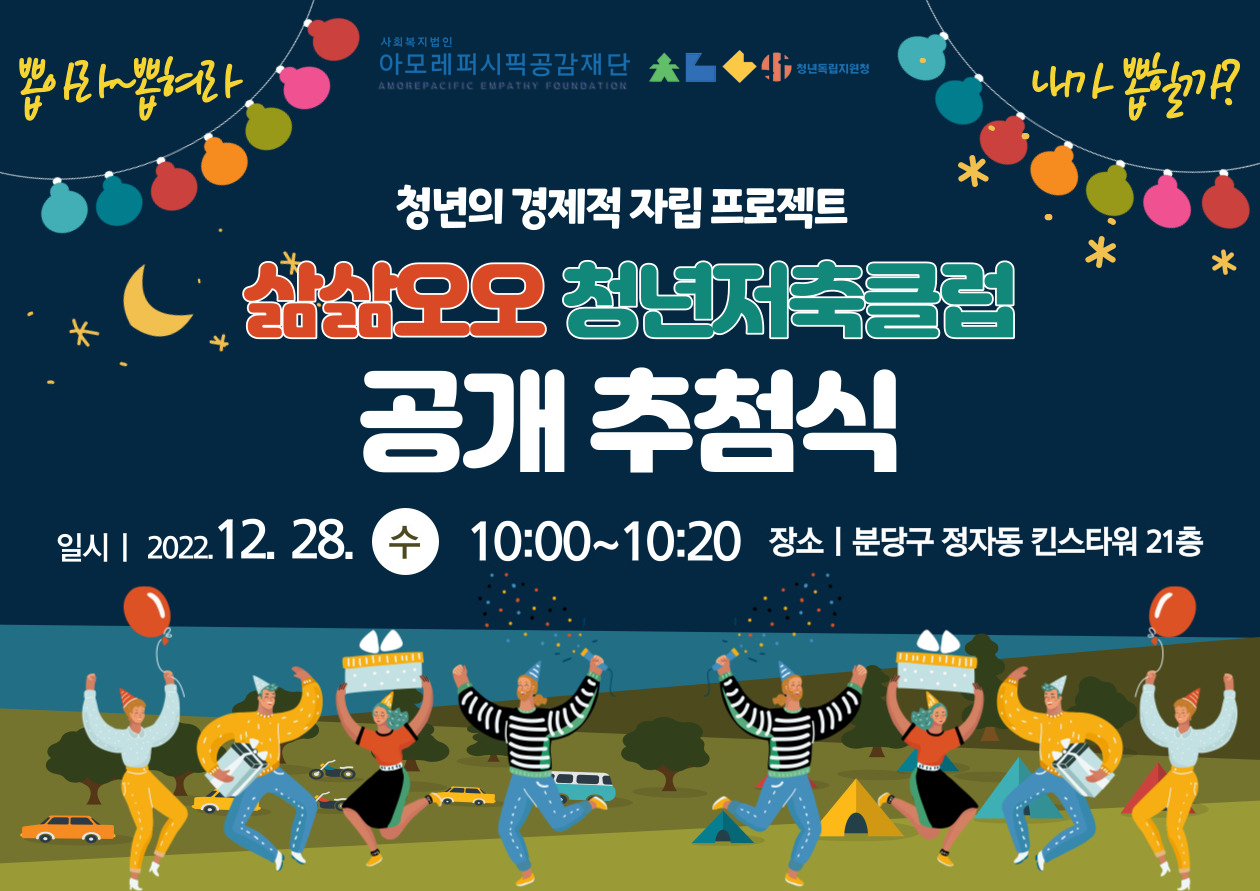 뽑아라~뽑혀라
사회복지법인
아모레퍼시픽공감재단
AMOREPACIFIC EMPATHY FOUNDATION
청년독립지원청
내가 뽑힐까?
청년의 경제적 자립 프로젝트
삶삶오오 청년저축클럽
공개 추첨식
일시 | 2022. 12. 28. 수 10:00~10:20 장소 | 분당구 정자동 킨스타워 21층